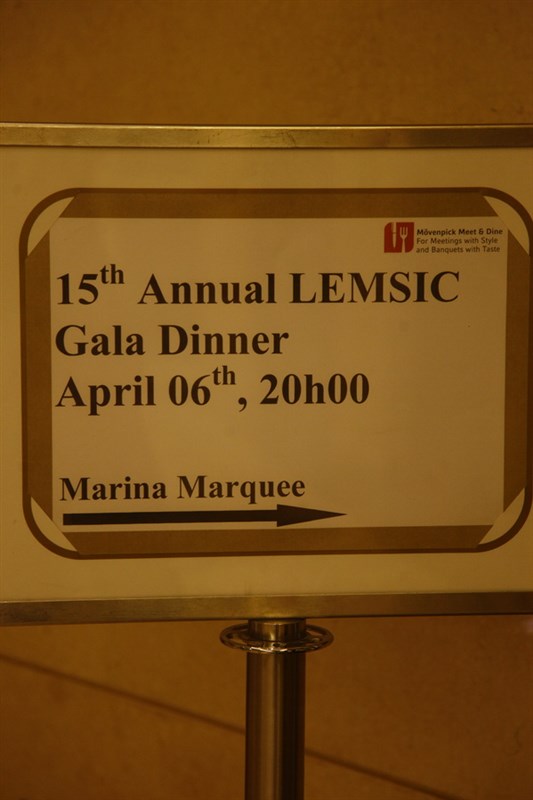 Mövenpick Meet & Dine
For Meetings with Style
and Banquets with Taste
15th Annual LEMSIC
Gala Dinner
April 06th, 20h00
Marina Marquee